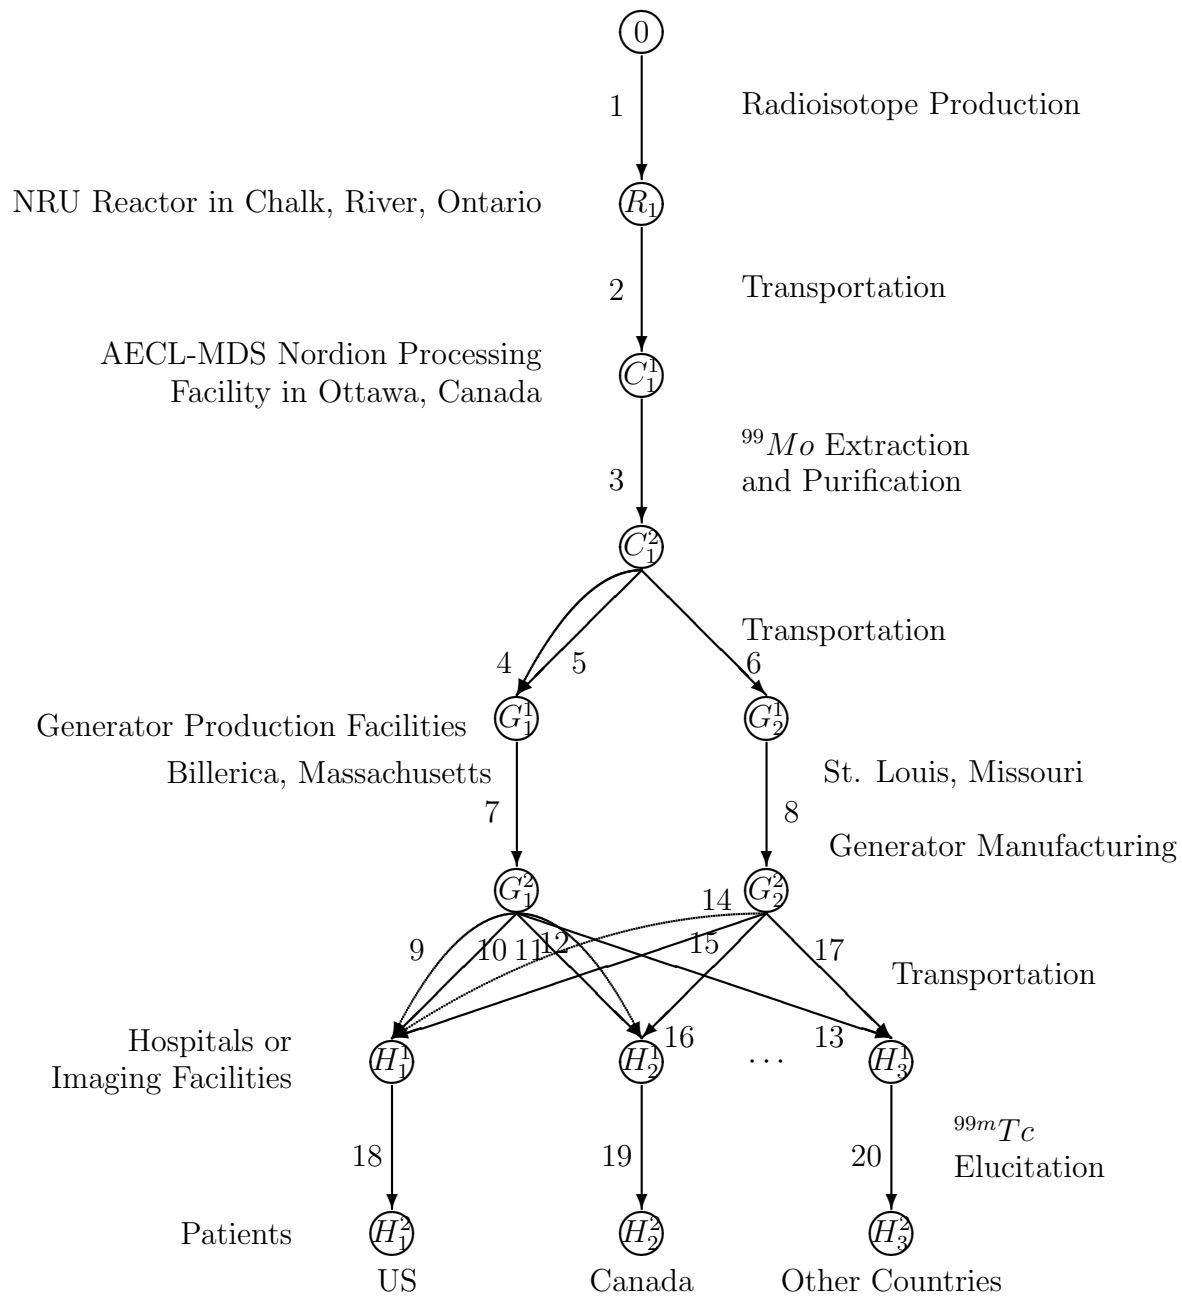 0
1
Radioisotope Production
NRU Reactor in Chalk, River, Ontario
R₁
2
Transportation
AECL-MDS Nordion Processing
Facility in Ottawa, Canada
C₁¹
⁹⁹Mo Extraction
3
and Purification
C₁²
Transportation
4
5
6
G₁¹
G₂¹
Generator Production Facilities
Billerica, Massachusetts
St. Louis, Missouri
7
8
Generator Manufacturing
G₁²
G₂²
14
9
10
11
12
15
17
Transportation
Hospitals or
Imaging Facilities
16
13
H₁¹
H₂¹
...
H₃¹
⁹⁹ᵐTc
18
19
20
Elucitation
Patients
H₁²
H₂²
H₃²
US
Canada
Other Countries